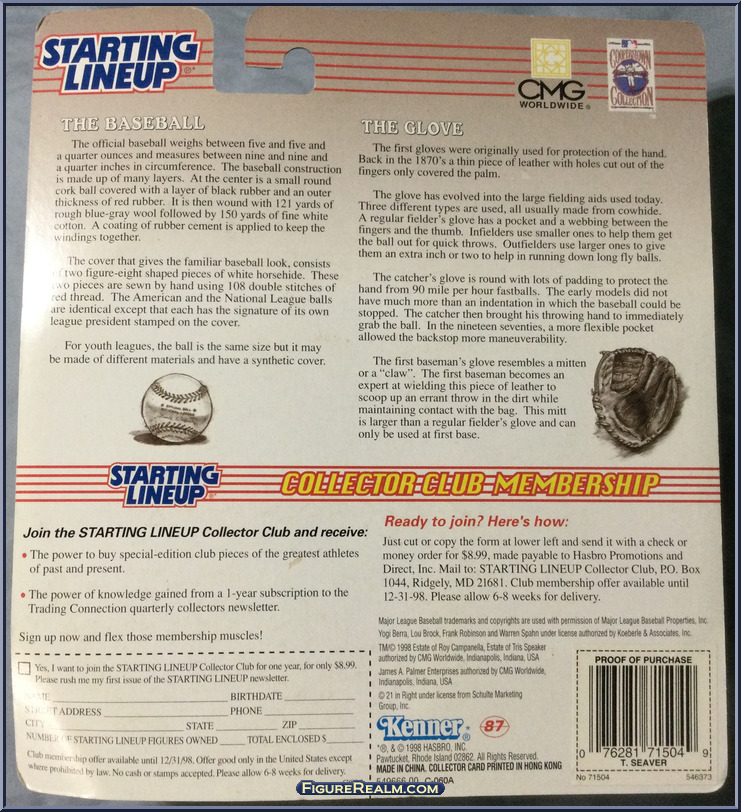 STARTING
LINEUP®
CMG
WORLDWIDE®
COOPERSTOWN
COLLECTION
THE BASEBALL
The official baseball weighs between five and five and
a quarter ounces and measures between nine and nine and
a quarter inches in circumference. The baseball construction
is made up of many layers. At the center is a small round
cork ball covered with a layer of black rubber and an outer
thickness of red rubber. It is then wound with 121 yards of
rough blue-gray wool followed by 150 yards of fine white
cotton. A coating of rubber cement is applied to keep the
windings together.
The cover that gives the familiar baseball look, consists
of two figure-eight shaped pieces of white horsehide. These
two pieces are sewn by hand using 108 double stitches of
red thread. The American and the National League balls
are identical except that each has the signature of its own
league president stamped on the cover.
For youth leagues, the ball is the same size but it may
be made of different materials and have a synthetic cover.
THE GLOVE
The first gloves were originally used for protection of the hand.
Back in the 1870's a thin piece of leather with holes cut out of the
fingers only covered the palm.
The glove has evolved into the large fielding aids used today.
Three different types are used, all usually made from cowhide.
A regular fielder's glove has a pocket and a webbing between the
fingers and the thumb. Infielders use smaller ones to help them get
the ball out for quick throws. Outfielders use larger ones to give
them an extra inch or two to help in running down long fly balls.
The catcher's glove is round with lots of padding to protect the
hand from 90 mile per hour fastballs. The early models did not
have much more than an indentation in which the baseball could be
stopped. The catcher then brought his throwing hand to immediately
grab the ball. In the nineteen seventies, a more flexible pocket
allowed the backstop more maneuverability.
The first baseman's glove resembles a mitten
or a "claw". The first baseman becomes an
expert at wielding this piece of leather to
scoop up an errant throw in the dirt while
maintaining contact with the bag. This mitt
is larger than a regular fielder's glove and can
only be used at first base.
STARTING
LINEUP®
COLLECTOR CLUB MEMBERSHIP
Join the STARTING LINEUP Collector Club and receive:
• The power to buy special-edition club pieces of the greatest athletes
of past and present.
• The power of knowledge gained from a 1-year subscription to the
Trading Connection quarterly collectors newsletter.
Sign up now and flex those membership muscles!
Yes, I want to join the STARTING LINEUP Collector Club for one year, for only $8.99.
Please rush me my first issue of the STARTING LINEUP newsletter.
NAME BIRTHDATE
STREET ADDRESS PHONE
CITY STATE ZIP
NUMBER OF STARTING LINEUP FIGURES OWNED TOTAL ENCLOSED $
Club membership offer available until 12/31/98. Offer good only in the United States except
where prohibited by law. No cash or stamps accepted. Please allow 6-8 weeks for delivery.
Ready to join? Here's how:
Just cut or copy the form at lower left and send it with a check or
money order for $8.99, made payable to Hasbro Promotions and
Direct, Inc. Mail to: STARTING LINEUP Collector Club, P.O. Box
1044, Ridgely, MD 21681. Club membership offer available until
12-31-98. Please allow 6-8 weeks for delivery.
Major League Baseball trademarks and copyrights are used with permission of Major League Baseball Properties, Inc.
Yogi Berra, Lou Brock, Frank Robinson and Warren Spahn under license authorized by Koeberle & Associates, Inc.
TM/© 1998 Estate of Roy Campanella, Estate of Tris Speaker
authorized by CMG Worldwide, Indianapolis, Indiana, USA
James A. Palmer Enterprises authorized by CMG Worldwide,
Indianapolis, Indiana, USA
© 21 in Right under license from Schulte Marketing
Group, Inc.
Kenner® 87
*®, & © 1998 HASBRO, INC.
Pawtucket, Rhode Island 02862. All Rights Reserved.
MADE IN CHINA. COLLECTOR CARD PRINTED IN HONG KONG
549666.00 C-060A
PROOF OF PURCHASE
0 76281 71504 9
T. SEAVER
No 71504 546373
FIGUREREALM.COM